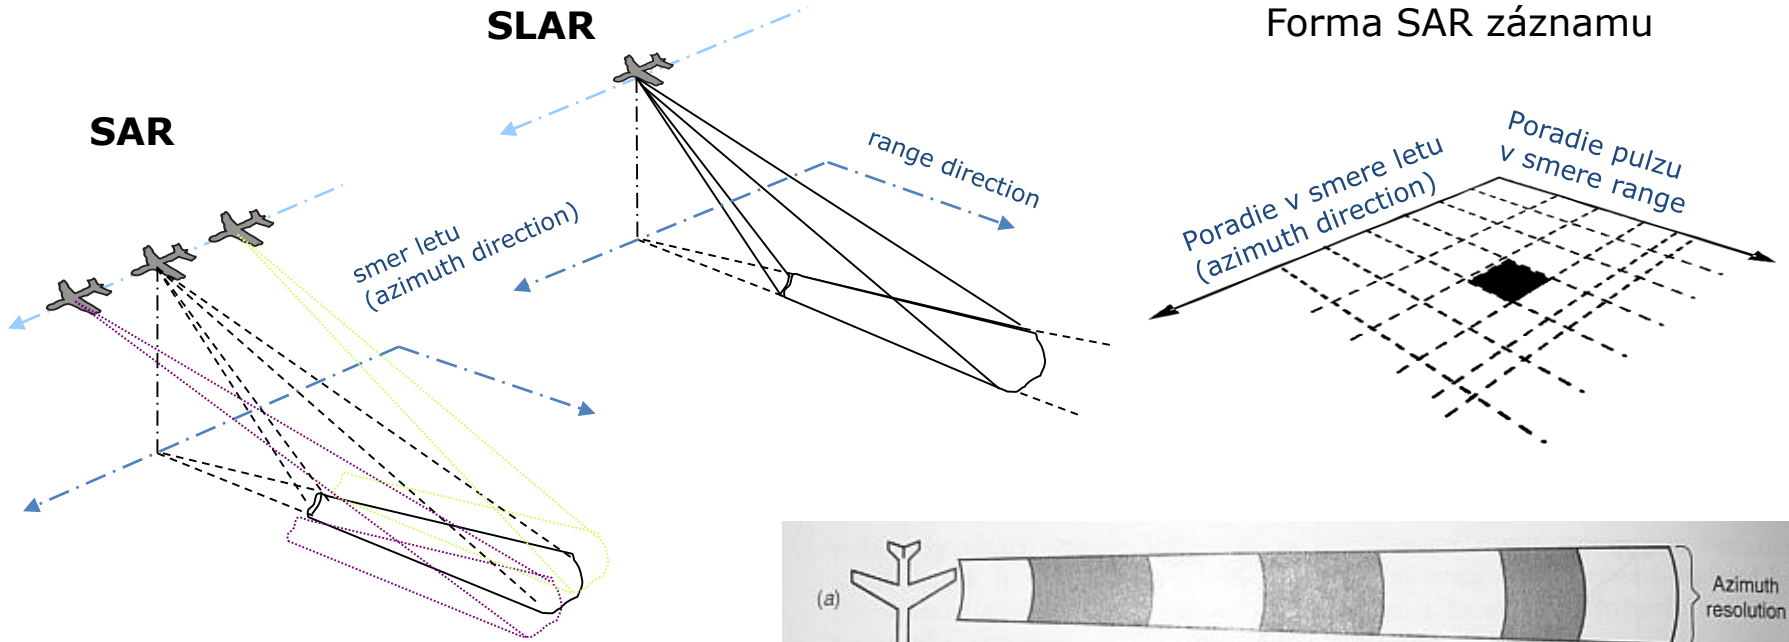 SLAR
Forma SAR záznamu
SAR
range direction
smer letu
(azimuth direction)
Poradie v smere letu
(azimuth direction)
Poradie pulzu
v smere range
(a)
Azimuth
resolution